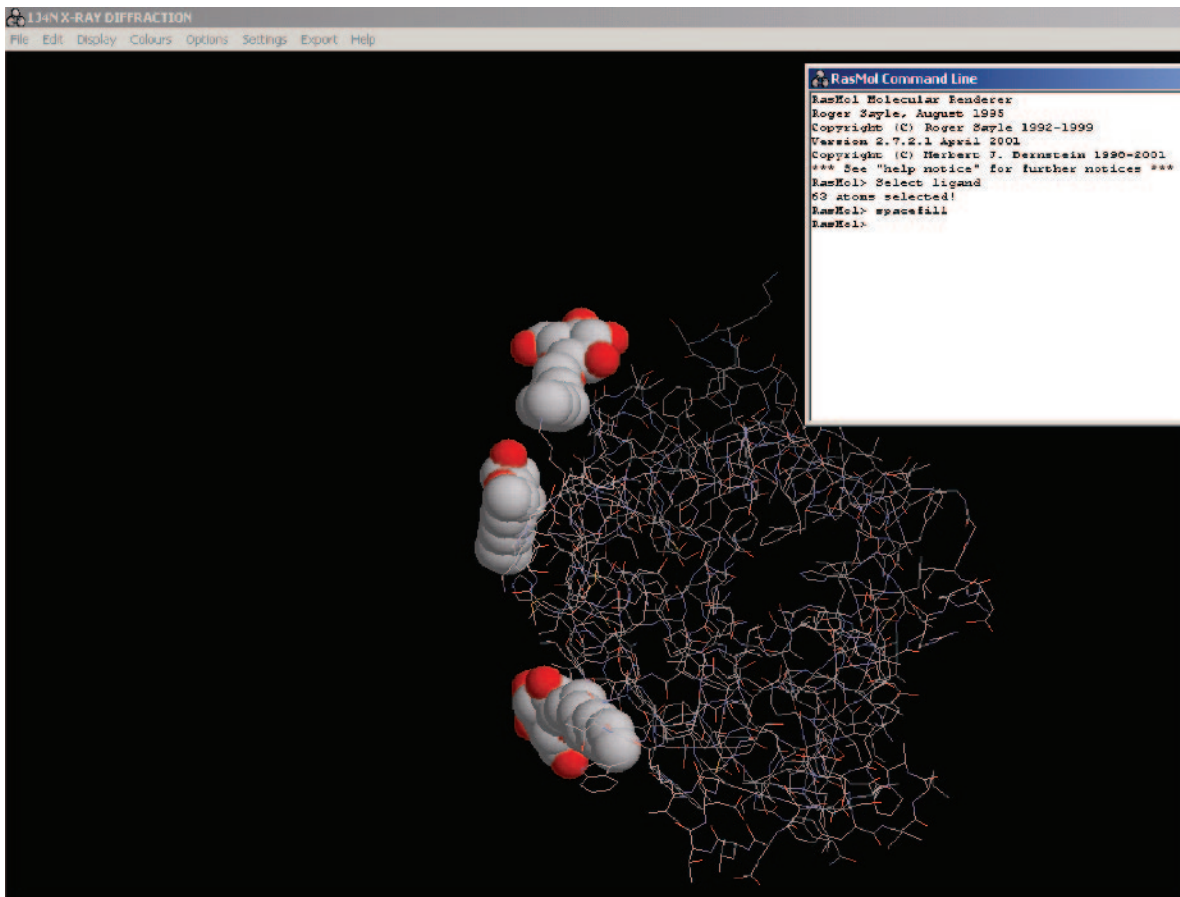 1J4N X-RAY DIFFRACTION
File Edit Display Colours Options Settings Export Help
RasMol Command Line
RasMol Molecular Renderer
Roger Sayle, August 1995
Copyright (C) Roger Sayle 1992-1999
Version 2.7.2.1 April 2001
Copyright (C) Herbert J. Bernstein 1998-2001
*** See "help notice" for further notices ***
RasMol> Select ligand
63 atoms selected!
RasMol> spacefill
RasMol>